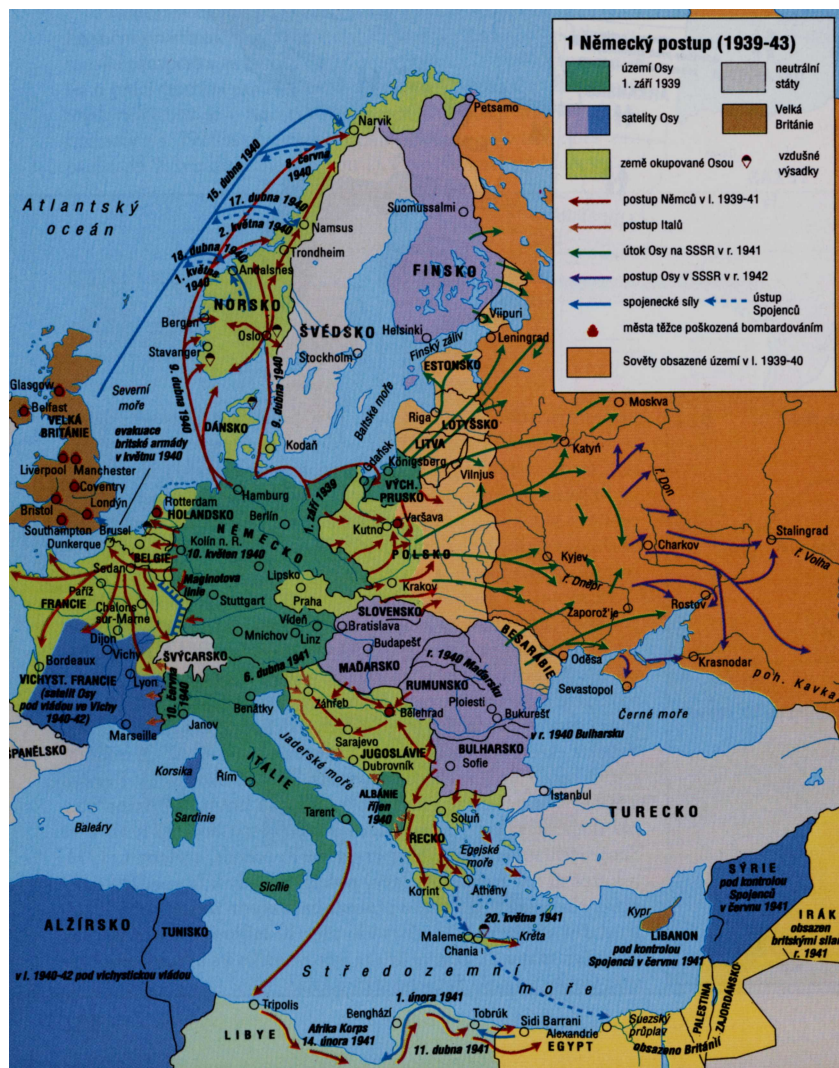 1 Německý postup (1939-43)
území Osy
1. září 1939
neutrální
státy
satelity Osy
Velká
Británie
země okupované Osou
vzdušné
výsadky
postup Němců v l. 1939-41
postup Italů
útok Osy na SSSR v r. 1941
postup Osy v SSSR v r. 1942
spojenecké síly
ústup
Spojenců
města těžce poškozená bombardováním
Sověty obsazené území v l. 1939-40
Atlantský
oceán
Narvik
Petsamo
15. dubna 1940
8. června
1940
17. dubna 1940
2. května 1940
18. dubna 1940
1. května
1940
Namsus
Trondheim
Åndalsnes
Suomussalmi
FINSKO
NORSKO
Bergen
Oslo
Stavanger
ŠVÉDSKO
Stockholm
Helsinki
Viipuri
Finský záliv
Leningrad
9. dubna 1940
9. dubna 1940
ESTONSKO
Baltské moře
Riga
LOTYŠSKO
LITVA
Moskva
Glasgow
Belfast
VELKÁ
BRITÁNIE
Severní
moře
evakuace
britské armády
v květnu 1940
DÁNSKO
Kodaň
Gdaňsk
Königsberg
VÝCH.
PRUSKO
Vilnjus
Katyň
ř. Don
Liverpool
Manchester
Coventry
Londýn
Bristol
Southampton
Rotterdam
HOLANDSKO
Hamburg
Berlín
NĚMECKO
1. září 1939
Kutno
Varšava
POLSKO
Stalingrad
ř. Volha
Charkov
Brusel
Dunkerque
BELGIE
Kolín n. R.
10. květen 1940
Sedan
Maginotova
linie
Lipsko
Praha
Krakov
Kyjev
ř. Dněpr
Paříž
FRANCIE
Châlons
sur-Marne
Stuttgart
Vídeň
SLOVENSKO
Bratislava
Zaporož'je
Rostov
Dijon
Mnichov
Linz
Budapešť
BESARÁBIE
Bordeaux
Vichy
ŠVÝCARSKO
6. dubna 1941
MAĎARSKO
r. 1940 Maďarsku
Oděsa
Krasnodar
VICHYST. FRANCIE
(satelit Osy
pod vládou ve Vichy
1940-42)
Lyon
10. června
1940
Benátky
Záhřeb
RUMUNSKO
Ploiesti
Bukurešť
Sevastopol
poh. Kavkaz
Marseille
Janov
Bělehrad
Černé moře
v r. 1940 Bulharsku
Sarajevo
JUGOSLÁVIE
Dubrovník
BULHARSKO
Sofie
ŠPANĚLSKO
Korsika
ITÁLIE
Jaderské moře
Řím
ALBÁNIE
říjen
1940
Istanbul
TURECKO
Baleáry
Sardinie
Tarent
Soluň
ŘECKO
Egejské
moře
Sicílie
Korint
Athény
SÝRIE
pod kontrolou
Spojenců
v červnu 1941
Kypr
IRÁK
obsazen
britskými silami
r. 1941
ALŽÍRSKO
TUNISKO
20. května 1941
Maleme
Chania
Kréta
LIBANON
pod kontrolou
Spojenců v červnu 1941
v l. 1940-42 pod vichystickou vládou
Středozemní
moře
Tripolis
1. února 1941
Benghází
Tobrúk
Sidi Barrani
Alexandrie
Suezský
průplav
PALESTINA
ZAJORDÁNSKO
LIBYE
Afrika Korps
14. února 1941
11. dubna 1941
EGYPT
obsazeno Británií